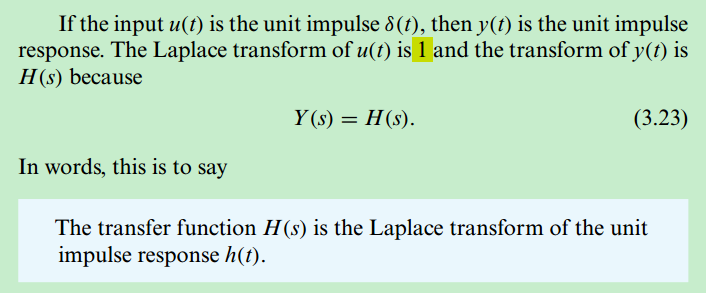 If the input u(t) is the unit impulse δ(t), then y(t) is the unit impulse
response. The Laplace transform of u(t) is 1 and the transform of y(t) is
H(s) because
Y(s) = H(s). (3.23)
In words, this is to say
The transfer function H(s) is the Laplace transform of the unit
impulse response h(t).